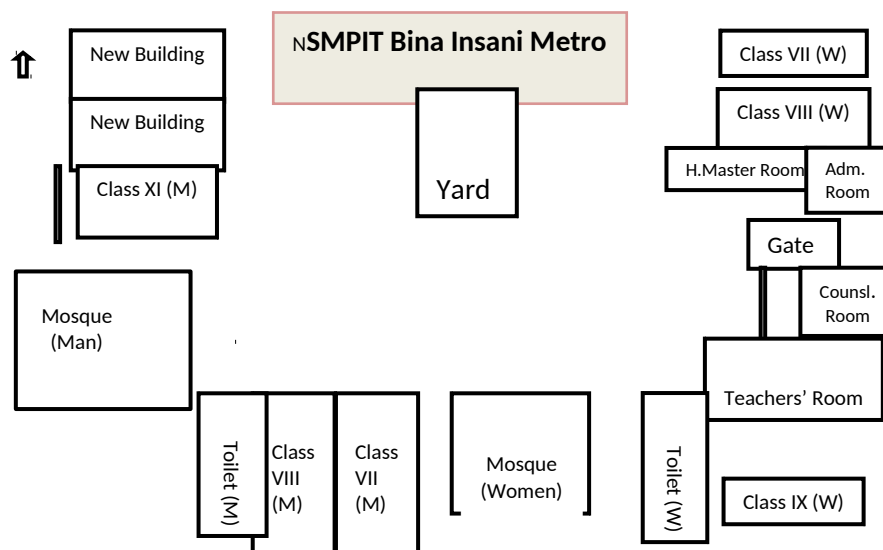 NSMPIT Bina Insani Metro
New Building
New Building
Class XI (M)
Yard
Class VII (W)
Class VIII (W)
H.Master Room
Adm.
Room
Gate
Counsl.
Room
Mosque
(Man)
Teachers’ Room
Toilet (M)
Class
VIII
(M)
Class
VII
(M)
Mosque
(Women)
Toilet (W)
Class IX (W)